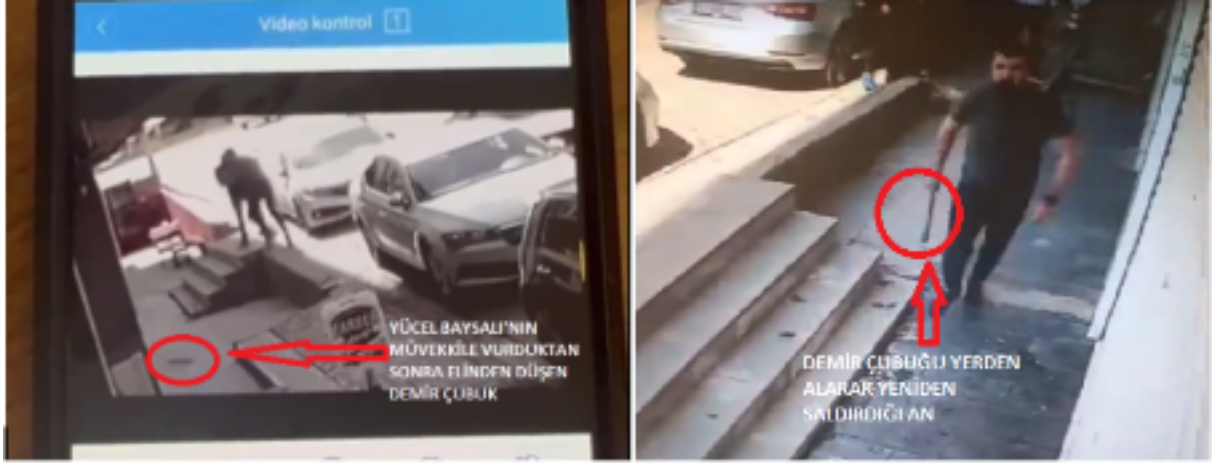 Video kontrol 1
YÜCEL BAYSALI'NIN
MÜVEKKİLE VURDUKTAN
SONRA ELİNDEN DÜŞEN
DEMİR ÇUBUK
DEMİR ÇUBUĞU YERDEN
ALARAK YENİDEN
SALDIRDIĞI AN